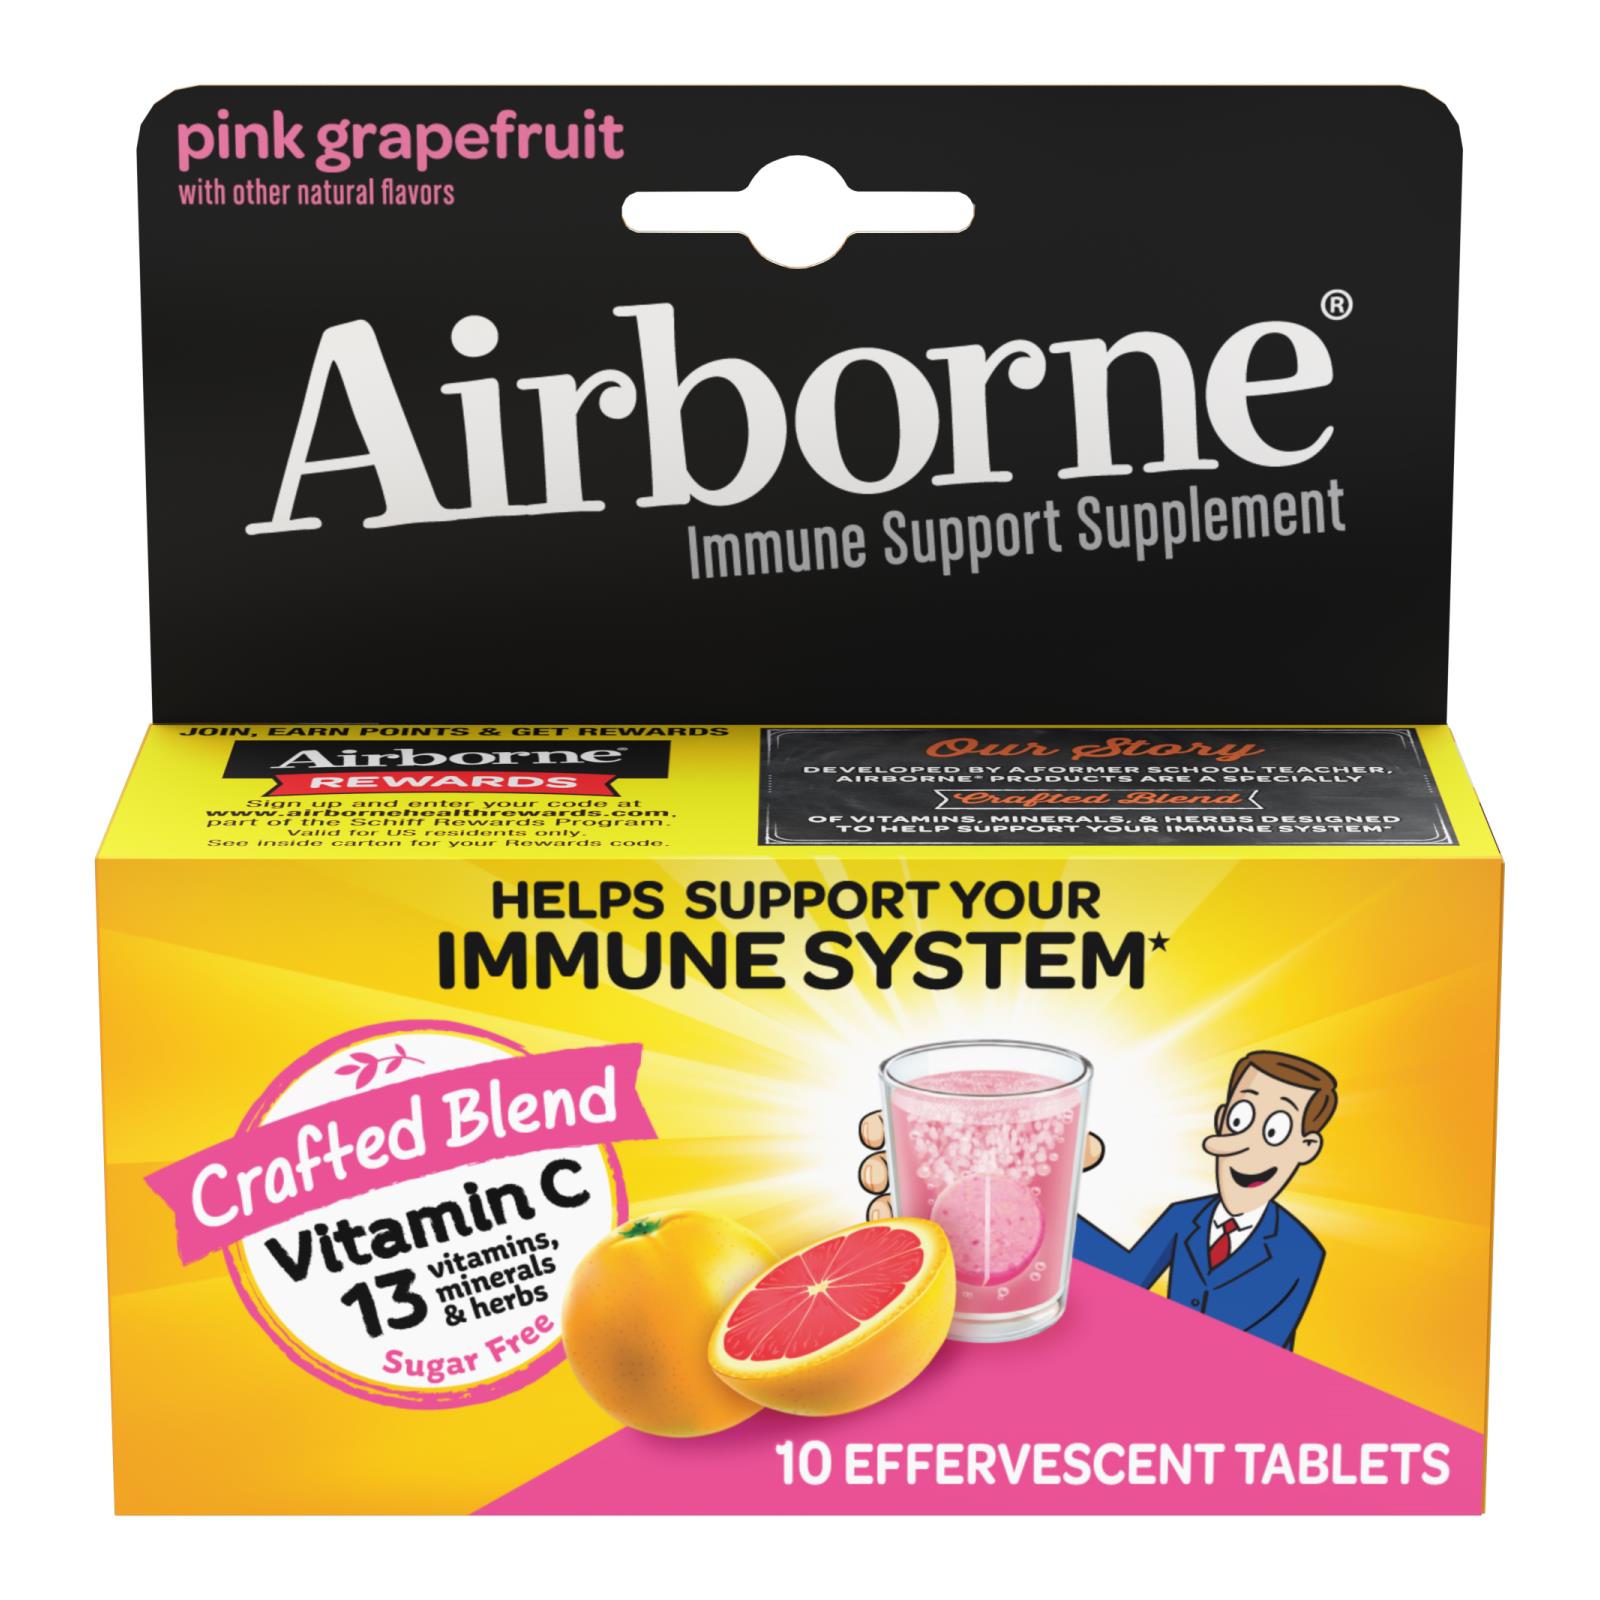 pink grapefruit
with other natural flavors
Airborne®
Immune Support Supplement
JOIN, EARN POINTS & GET REWARDS
Airborne®
REWARDS
Sign up and enter your code at
www.airbornehealthrewards.com,
part of the Schiff Rewards Program.
Valid for US residents only.
See inside carton for your Rewards code.
Our Story
DEVELOPED BY A FORMER SCHOOL TEACHER,
AIRBORNE® PRODUCTS ARE A SPECIALLY
Crafted Blend
OF VITAMINS, MINERALS, & HERBS DESIGNED
TO HELP SUPPORT YOUR IMMUNE SYSTEM*
HELPS SUPPORT YOUR
IMMUNE SYSTEM*
Crafted Blend
Vitamin C
13 vitamins,
minerals
& herbs
Sugar Free
10 EFFERVESCENT TABLETS